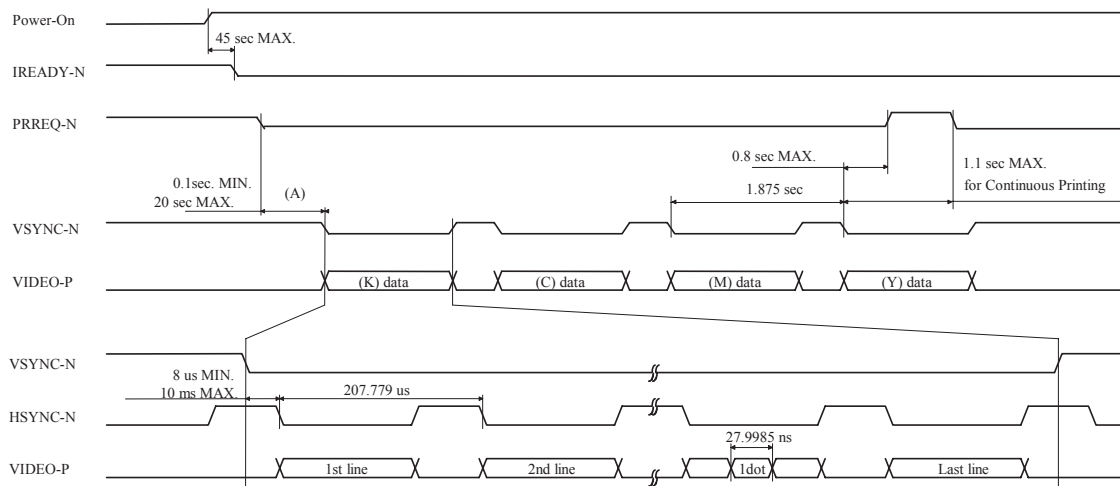 Power-On
45 sec MAX.
IREADY-N
PRREQ-N
0.8 sec MAX.
1.1 sec MAX.
for Continuous Printing
0.1sec. MIN.
20 sec MAX.
(A)
1.875 sec
VSYNC-N
VIDEO-P
(K) data
(C) data
(M) data
(Y) data
VSYNC-N
8 us MIN.
10 ms MAX.
207.779 us
HSYNC-N
27.9985 ns
VIDEO-P
1st line
2nd line
1dot
Last line